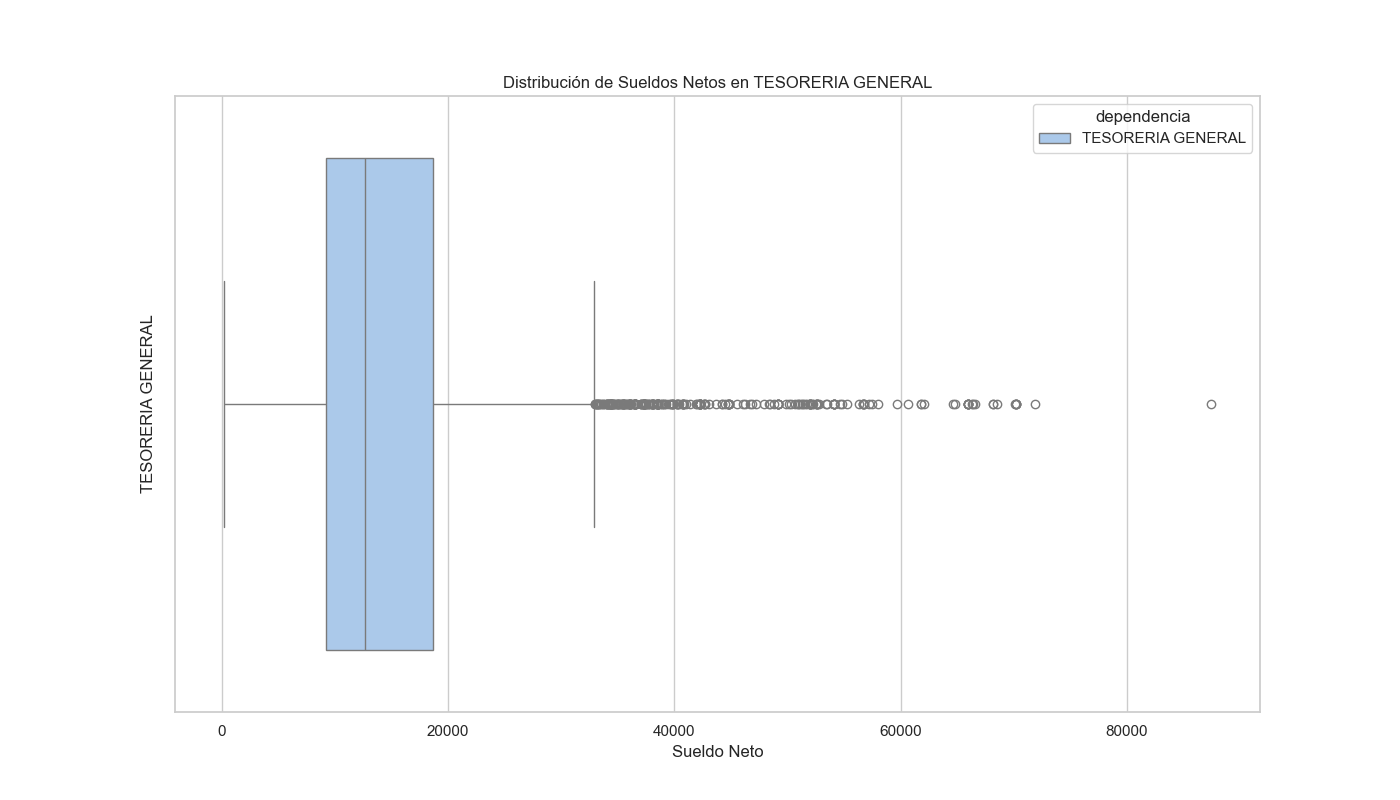 Distribución de Sueldos Netos en TESORERIA GENERAL
dependencia
TESORERIA GENERAL
TESORERIA GENERAL
0
20000
40000
60000
80000
Sueldo Neto